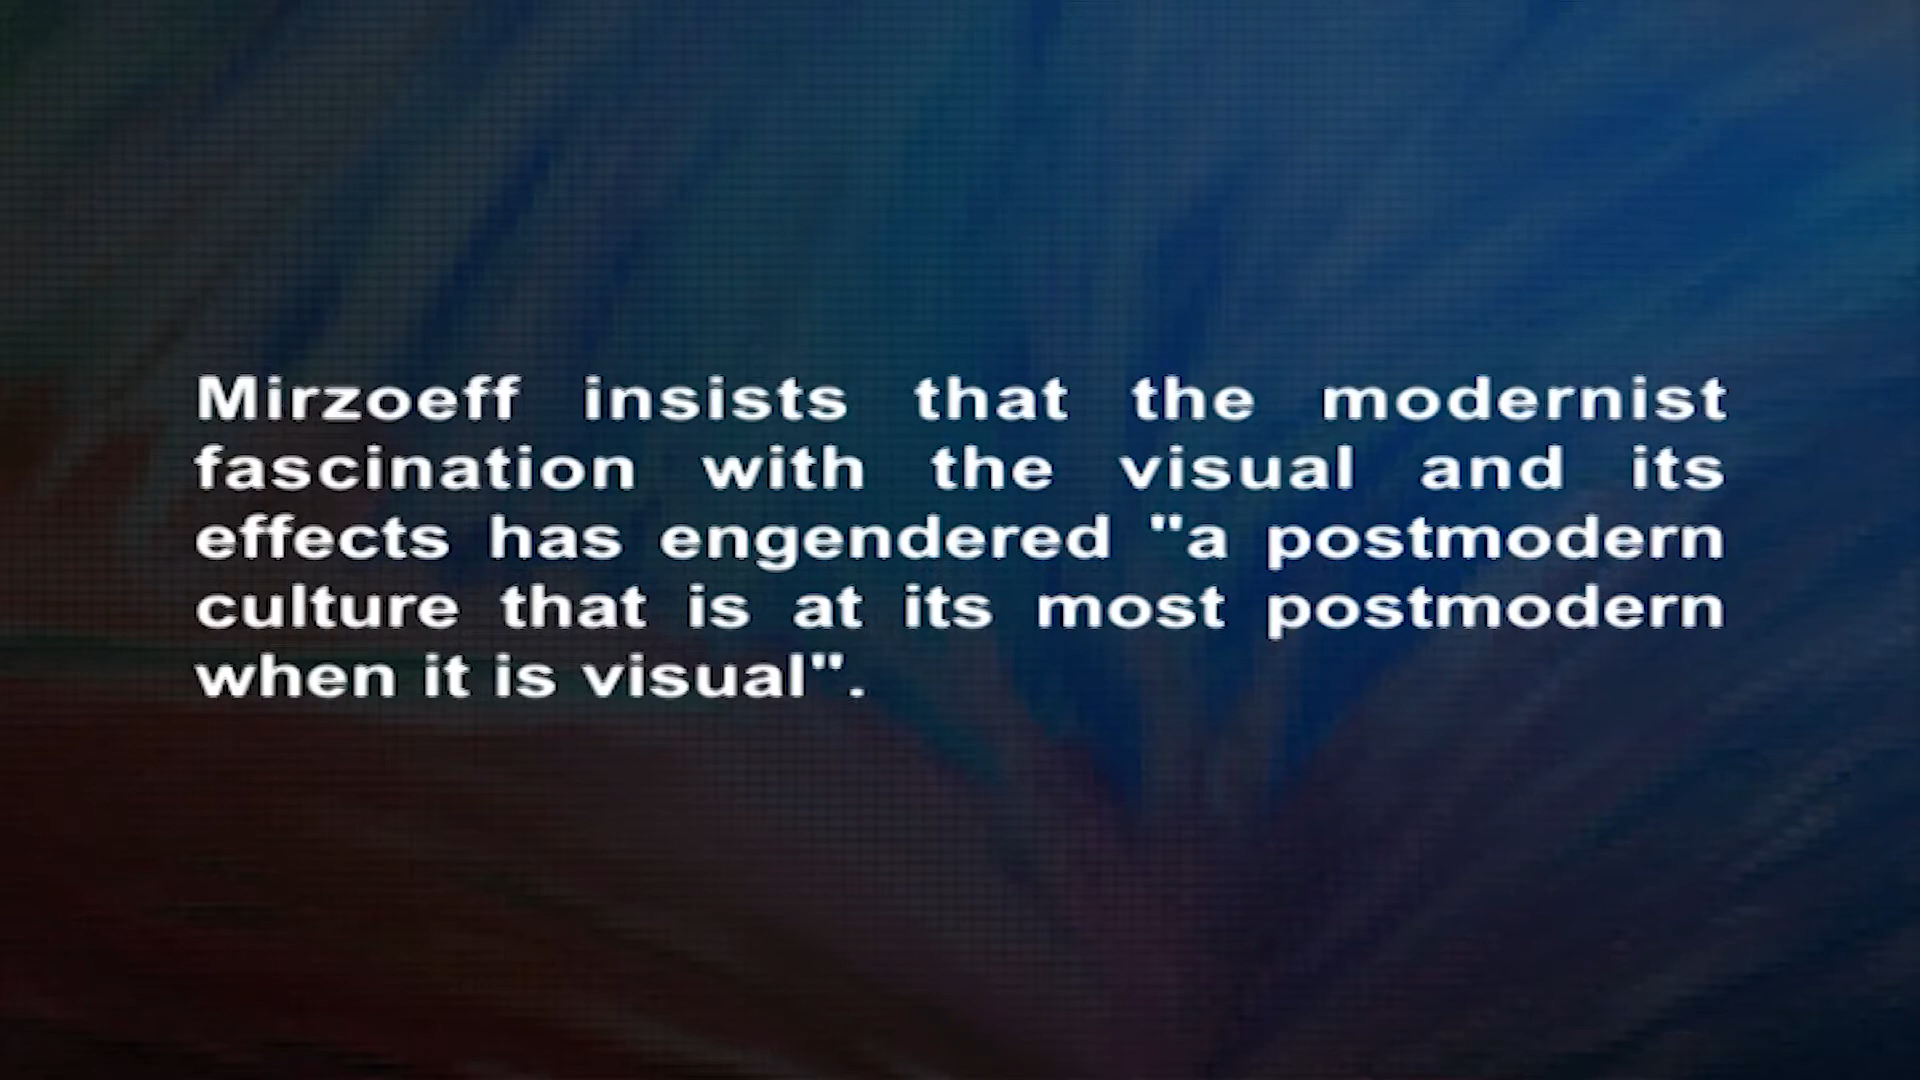 Mirzoeff insists that the modernist
fascination with the visual and its
effects has engendered "a postmodern
culture that is at its most postmodern
when it is visual".